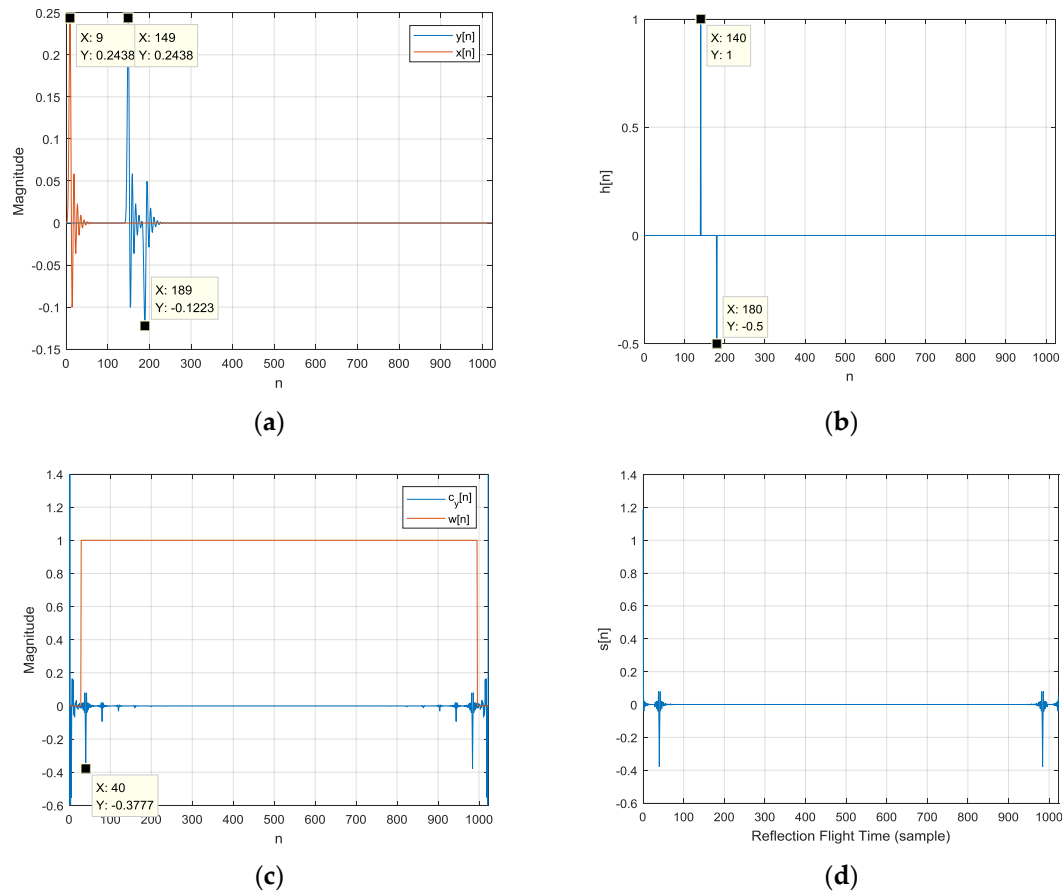 0.25
0.2
0.15
0.1
0.05
0
-0.05
-0.1
-0.15
Magnitude
X: 9
Y: 0.2438
X: 149
Y: 0.2438
y[n]
x[n]
X: 189
Y: -0.1223
0 100 200 300 400 500 600 700 800 900 1000
n
(a)
1
0.5
0
-0.5
h[n]
X: 140
Y: 1
X: 180
Y: -0.5
0 100 200 300 400 500 600 700 800 900 1000
n
(b)
1.4
1.2
1
0.8
0.6
0.4
0.2
0
-0.2
-0.4
-0.6
Magnitude
c_y[n]
w[n]
X: 40
Y: -0.3777
0 100 200 300 400 500 600 700 800 900 1000
n
(c)
1.4
1.2
1
0.8
0.6
0.4
0.2
0
-0.2
-0.4
-0.6
s[n]
0 100 200 300 400 500 600 700 800 900 1000
Reflection Flight Time (sample)
(d)